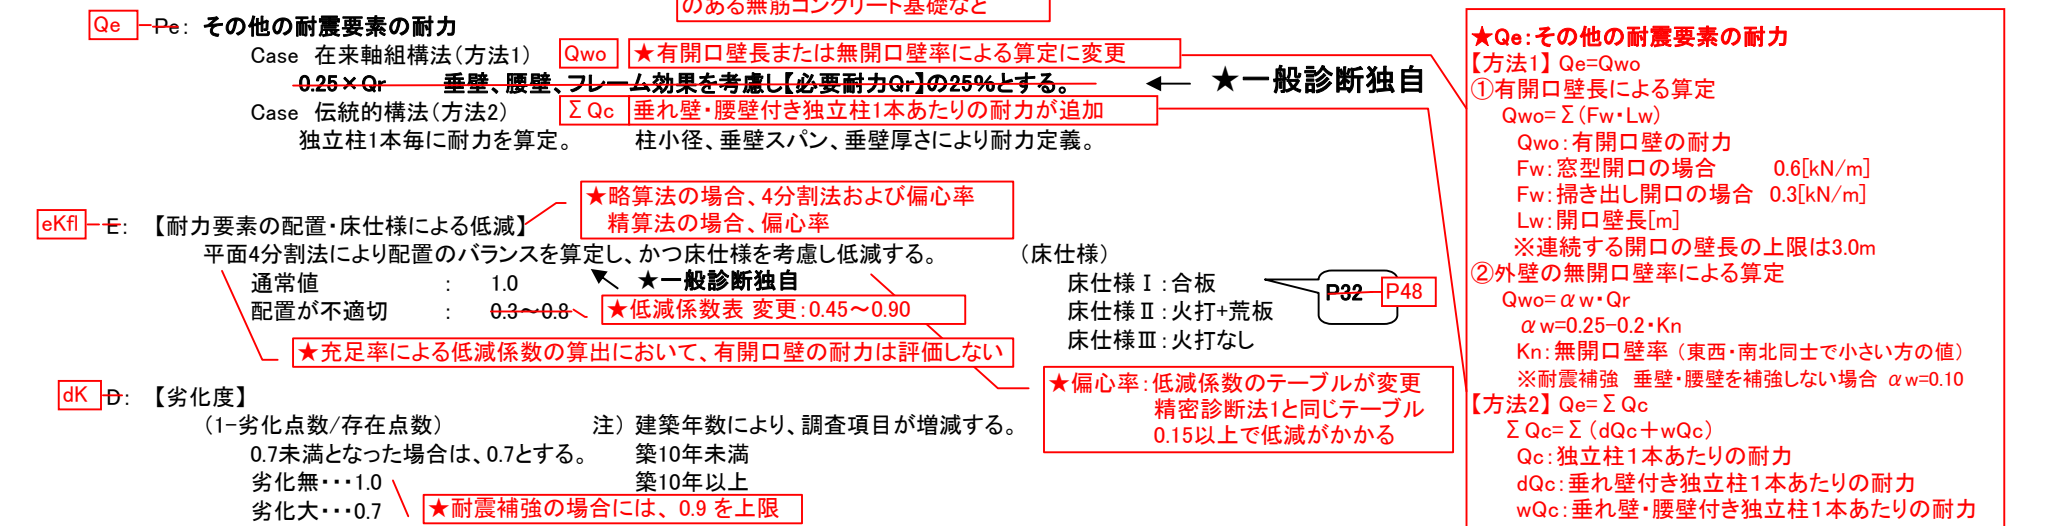 のある無筋コンクリート基礎など
Qe Pe: その他の耐震要素の耐力
Case 在来軸組構法(方法1) Qwo ★有開口壁長または無開口壁率による算定に変更
0.25×Qr 垂壁、腰壁、フレーム効果を考慮し【必要耐力Qr】の25%とする。 ★一般診断独自
Case 伝統的構法(方法2) ΣQc 垂れ壁・腰壁付き独立柱1本あたりの耐力が追加
独立柱1本毎に耐力を算定。 柱小径、垂壁スパン、垂壁厚さにより耐力定義。
★略算法の場合、4分割法および偏心率
精算法の場合、偏心率
eKfl E: 【耐力要素の配置・床仕様による低減】
平面4分割法により配置のバランスを算定し、かつ床仕様を考慮し低減する。 (床仕様)
通常値 : 1.0 ★一般診断独自 床仕様Ⅰ:合板
配置が不適切 : 0.3~0.8 ★低減係数表 変更:0.45~0.90 床仕様Ⅱ:火打+荒板 P32 P48
床仕様Ⅲ:火打なし
★充足率による低減係数の算出において、有開口壁の耐力は評価しない
dK D: 【劣化度】
(1-劣化点数/存在点数) 注) 建築年数により、調査項目が増減する。
0.7未満となった場合は、0.7とする。 築10年未満
劣化無・・・1.0 築10年以上
劣化大・・・0.7 ★耐震補強の場合には、0.9 を上限
★偏心率:低減係数のテーブルが変更
精密診断法1と同じテーブル
0.15以上で低減がかかる
★Qe:その他の耐震要素の耐力
【方法1】 Qe=Qwo
①有開口壁長による算定
Qwo=Σ(Fw・Lw)
Qwo:有開口壁の耐力
Fw:窓型開口の場合 0.6[kN/m]
Fw:掃き出し開口の場合 0.3[kN/m]
Lw:開口壁長[m]
※連続する開口の壁長の上限は3.0m
②外壁の無開口壁率による算定
Qwo=αw・Qr
αw=0.25-0.2・Kn
Kn:無開口壁率 (東西・南北同士で小さい方の値)
※耐震補強 垂壁・腰壁を補強しない場合 αw=0.10
【方法2】 Qe=ΣQc
ΣQc=Σ(dQc+wQc)
Qc:独立柱1本あたりの耐力
dQc:垂れ壁付き独立柱1本あたりの耐力
wQc:垂れ壁・腰壁付き独立柱1本あたりの耐力